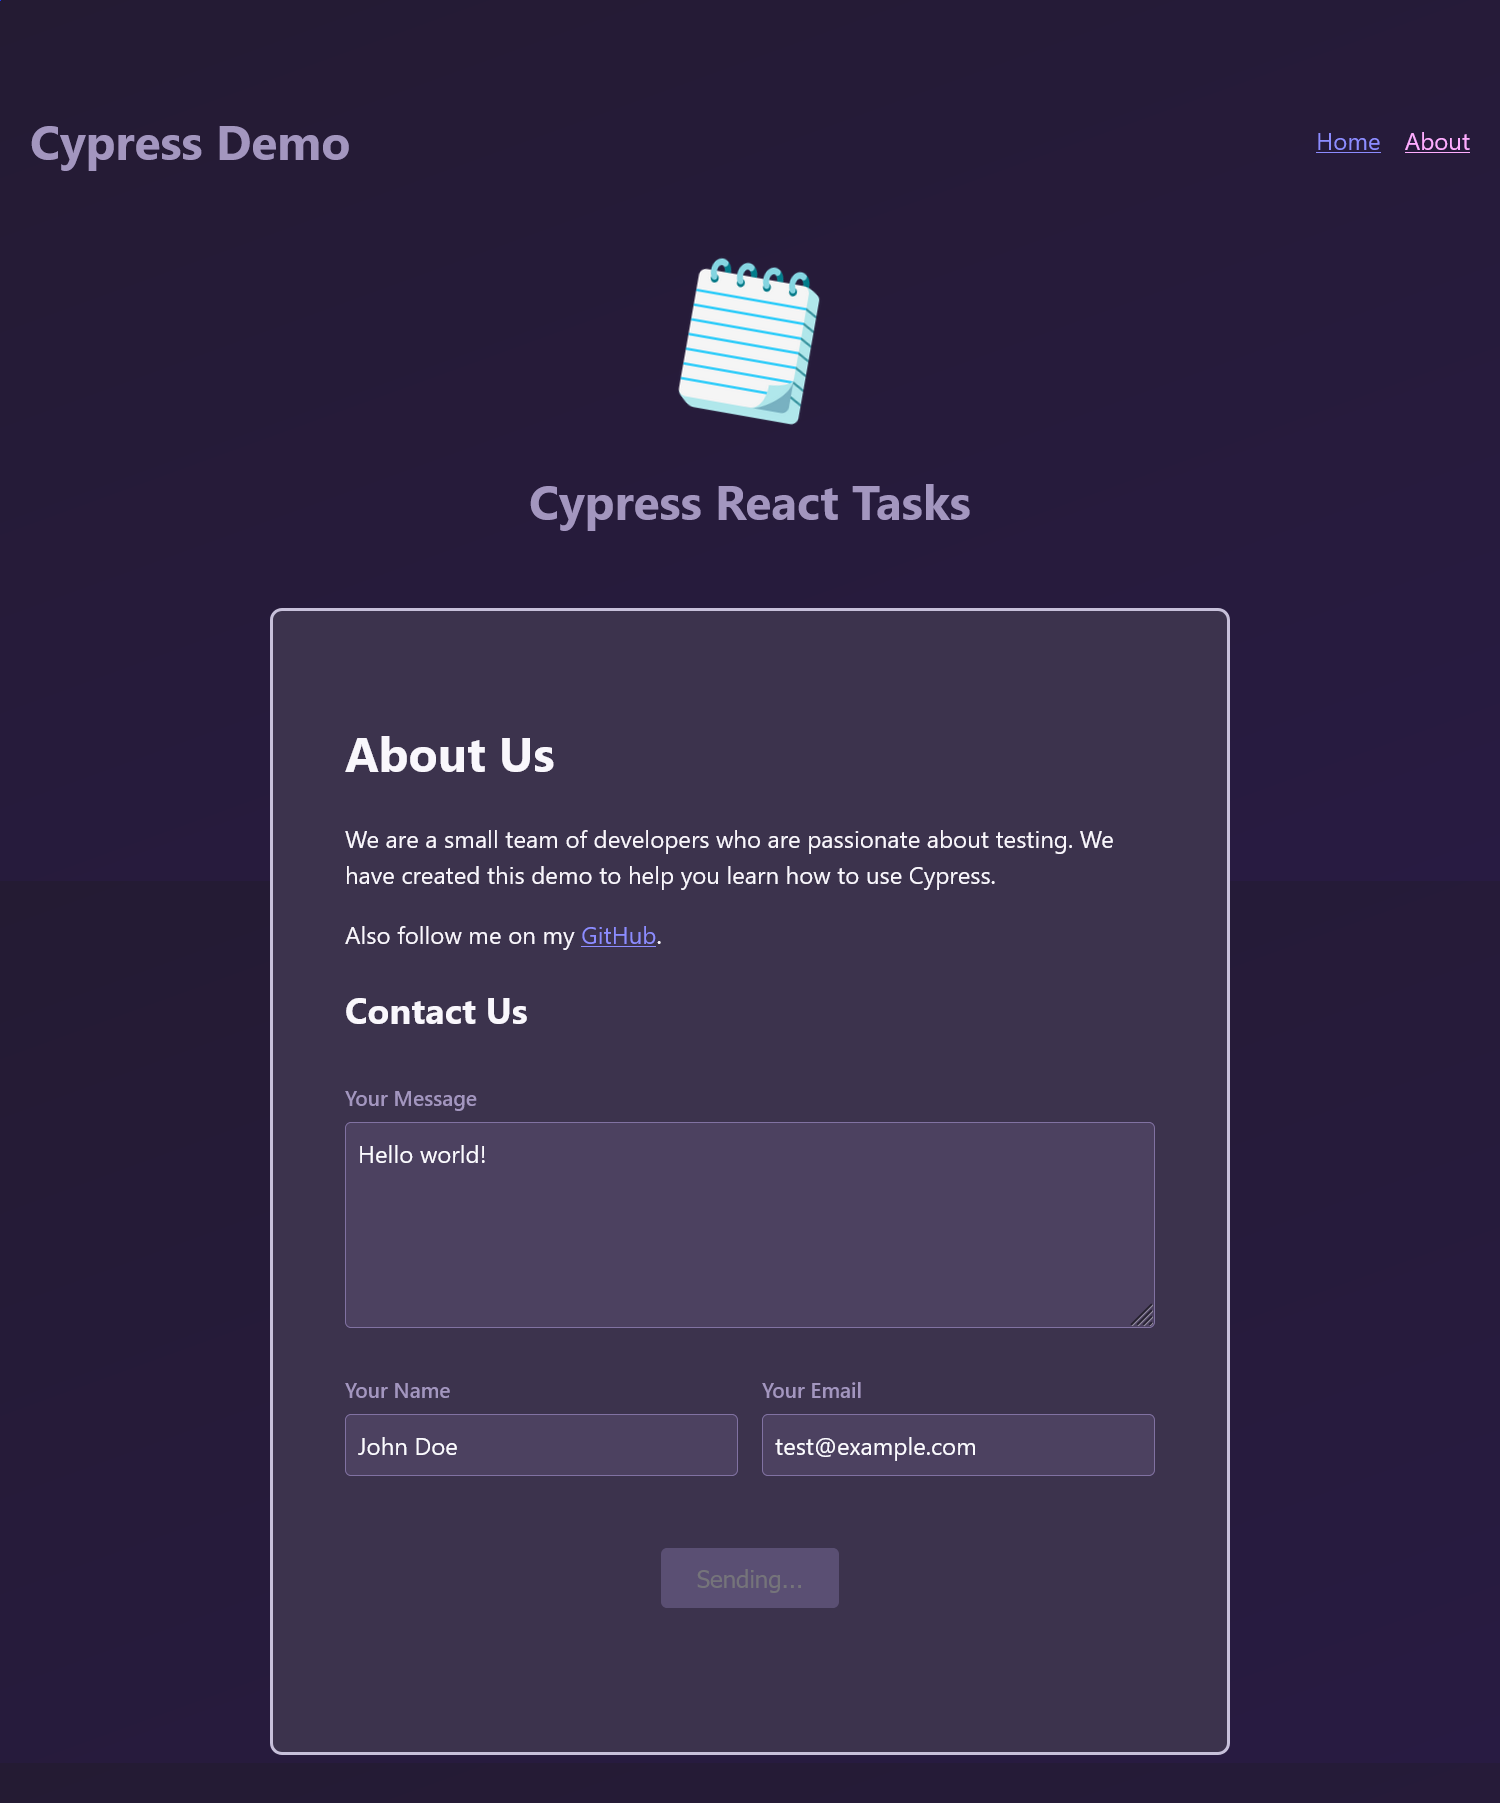 Cypress Demo
Home About
Cypress React Tasks
About Us
We are a small team of developers who are passionate about testing. We
have created this demo to help you learn how to use Cypress.
Also follow me on my GitHub.
Contact Us
Your Message
Hello world!
Your Name
Your Email
John Doe
test@example.com
Sending...